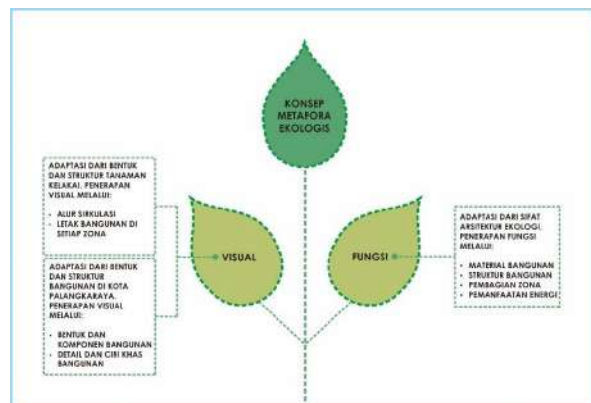 KONSEP
METAFORA
EKOLOGIS
ADAPTASI DARI BENTUK
DAN STRUKTUR TANAMAN
KELAKAI. PENERAPAN
VISUAL MELALUI:
• ALUR SIRKULASI
• LETAK BANGUNAN DI
SETIAP ZONA
ADAPTASI DARI BENTUK
DAN STRUKTUR
BANGUNAN DI KOTA
PALANGKARAYA.
PENERAPAN VISUAL
MELALUI:
• BENTUK DAN
KOMPONEN BANGUNAN
• DETAIL DAN CIRI KHAS
BANGUNAN
VISUAL
FUNGSI
ADAPTASI DARI SIFAT
ARSITEKTUR EKOLOGI.
PENERAPAN FUNGSI
MELALUI:
• MATERIAL BANGUNAN
• STRUKTUR BANGUNAN
• PEMBAGIAN ZONA
• PEMANFAATAN ENERGI